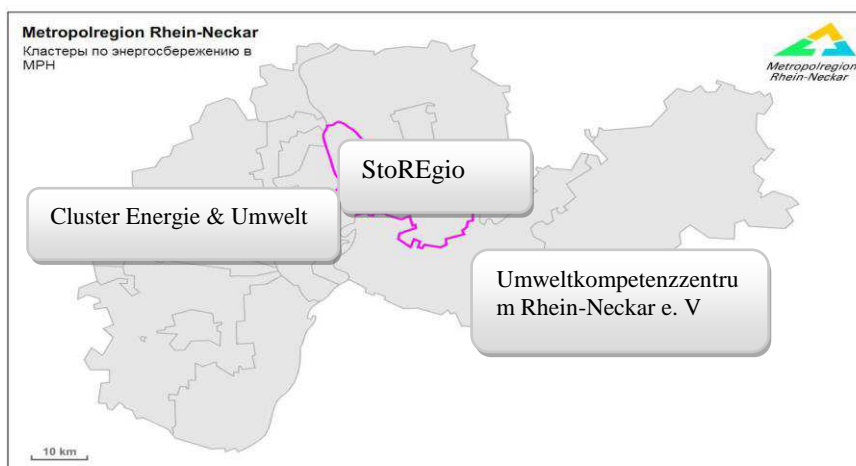 Metropolregion Rhein-Neckar
Кластеры по энергосбережению в
МРН
Metropolregion
Rhein-Neckar
StoREgio
Cluster Energie & Umwelt
Umweltkompetenzzentru
m Rhein-Neckar e. V
10 km